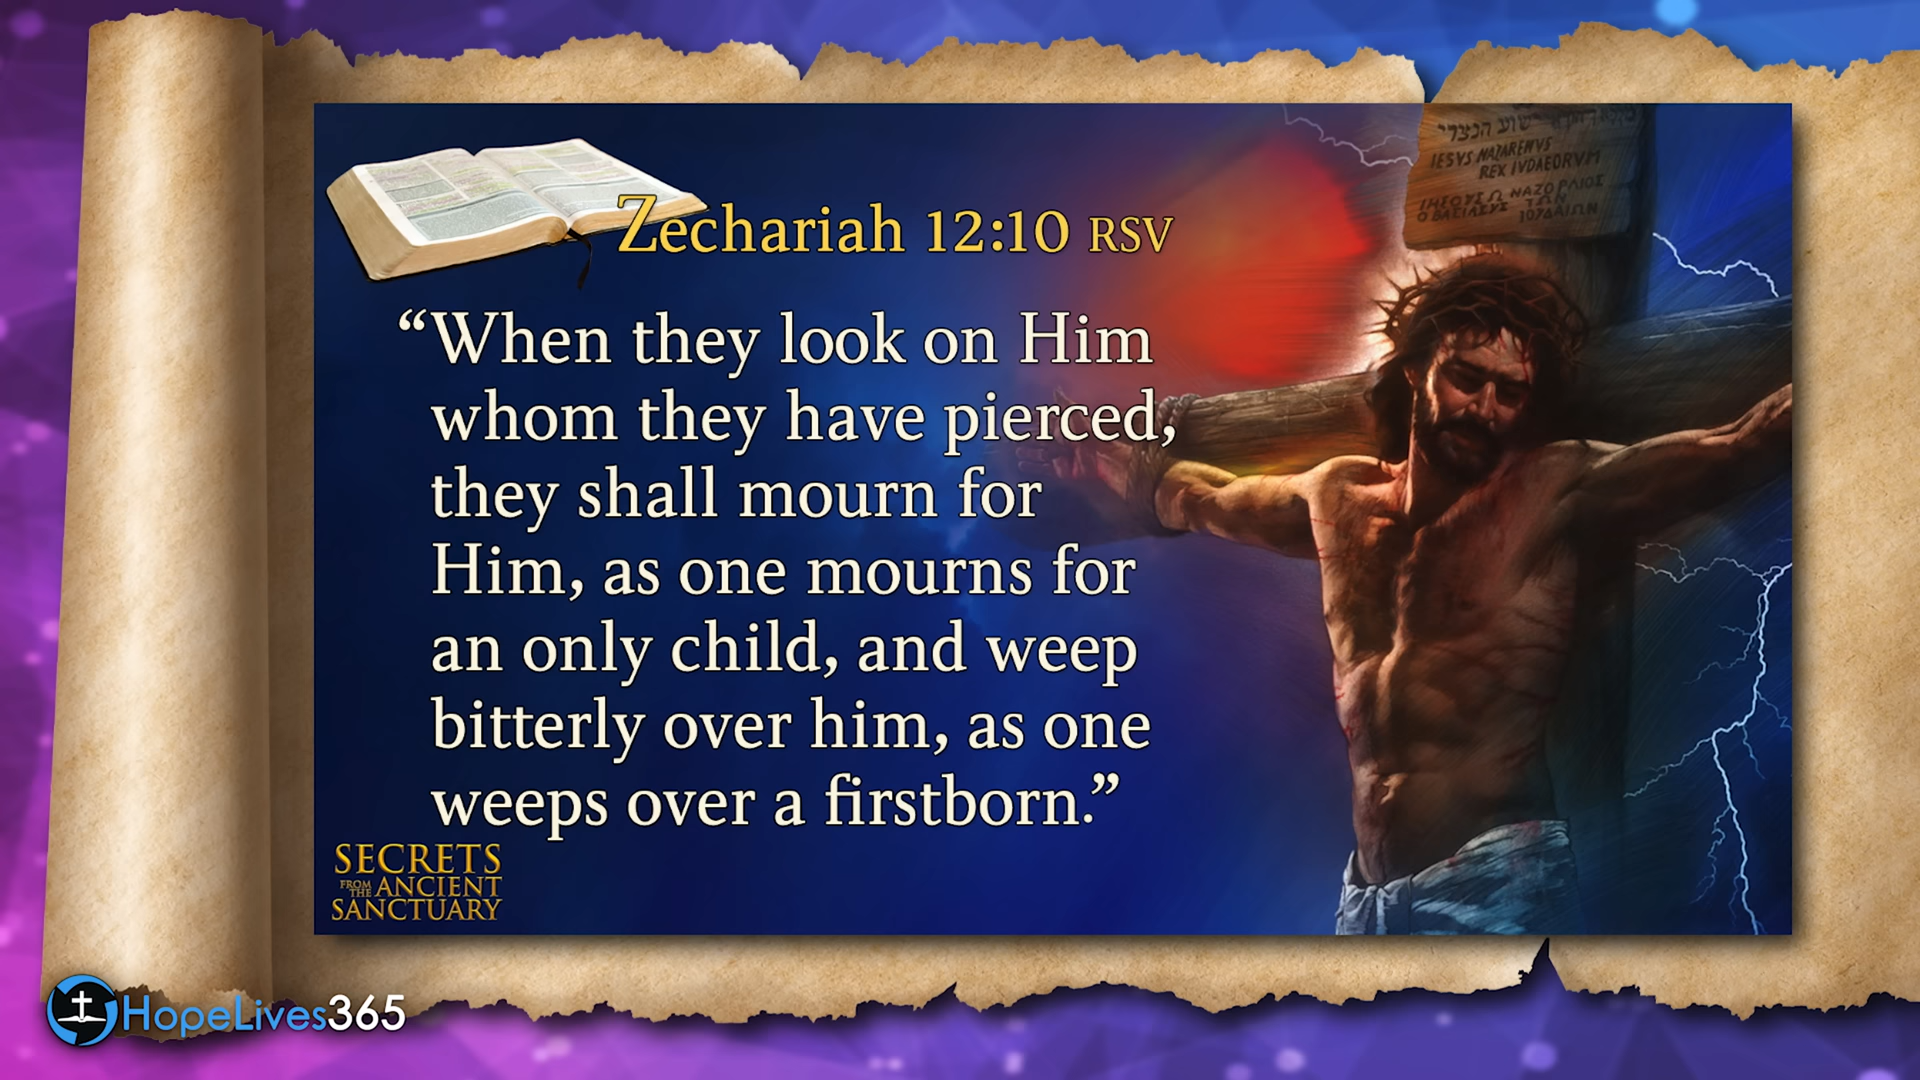 ישוע הנצרי
IESVS NAZARENVS
REX IVDAEORVM
Zechariah 12:10 RSV
“When they look on Him
whom they have pierced,
they shall mourn for
Him, as one mourns for
an only child, and weep
bitterly over him, as one
weeps over a firstborn.”
SECRETS
FROM THE ANCIENT
SANCTUARY
HopeLives365